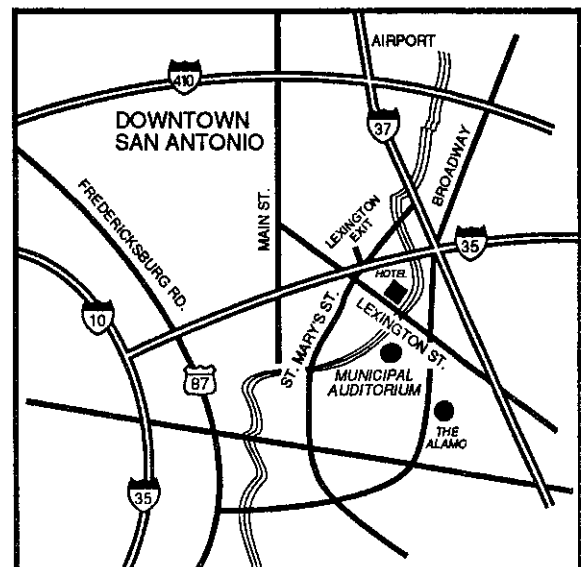 AIRPORT
410
DOWNTOWN
SAN ANTONIO
37
BROADWAY
FREDERICKSBURG RD.
MAIN ST.
LEXINGTON
EXIT
35
HOTEL
10
ST. MARY'S ST.
LEXINGTON ST.
87
MUNICIPAL
AUDITORIUM
THE
ALAMO
35